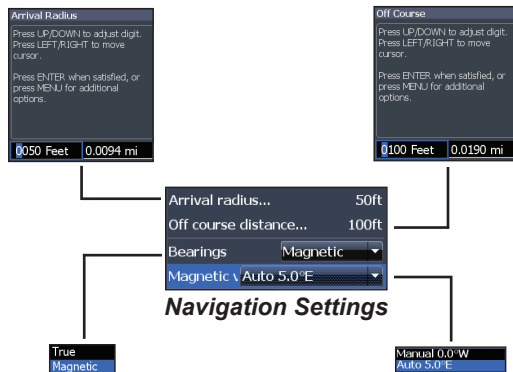 Arrival Radius
Press UP/DOWN to adjust digit.
Press LEFT/RIGHT to move
cursor.
Press ENTER when satisfied, or
press MENU for additional
options.
0050 Feet 0.0094 mi
Off Course
Press UP/DOWN to adjust digit.
Press LEFT/RIGHT to move
cursor.
Press ENTER when satisfied, or
press MENU for additional
options.
0100 Feet 0.0190 mi
Arrival radius... 50ft
Off course distance... 100ft
Bearings Magnetic
Magnetic v Auto 5.0°E
Navigation Settings
True
Magnetic
Manual 0.0°W
Auto 5.0°E